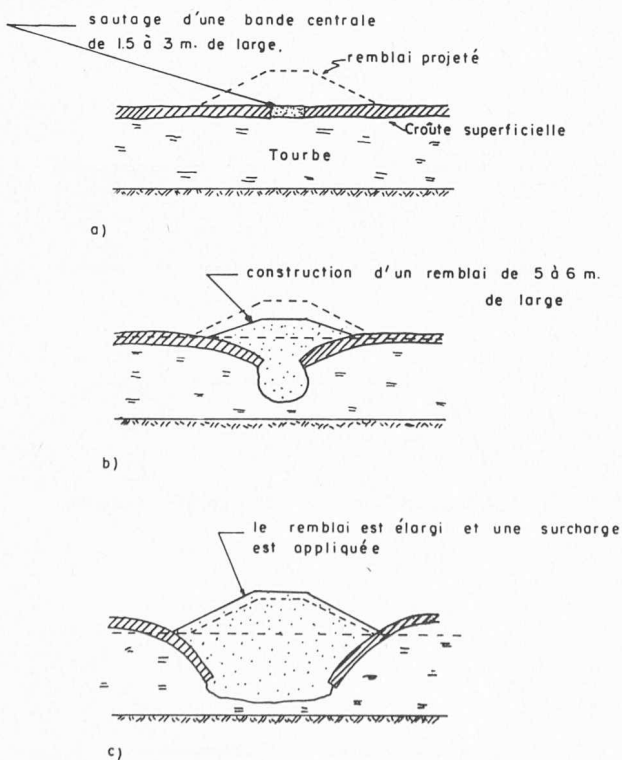 sautage d'une bande centrale
de 1.5 à 3 m. de large.
remblai projeté
Croûte superficielle
Tourbe
a)
construction d'un remblai de 5 à 6 m.
de large
b)
le remblai est élargi et une surcharge
est appliquée
c)